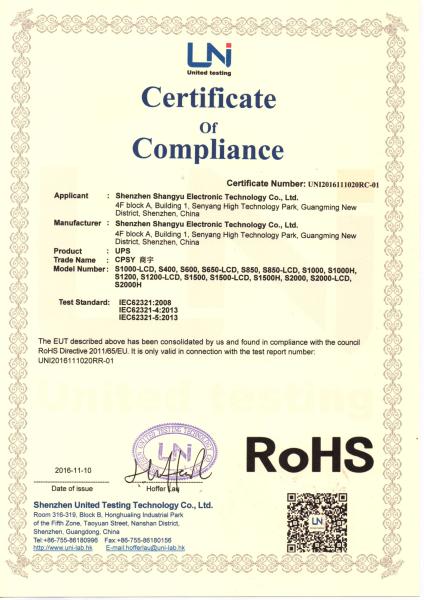 UNi
United testing
Certificate
Of
Compliance
Certificate Number: UNI2016111020RC-01
Applicant : Shenzhen Shangyu Electronic Technology Co., Ltd.
4F block A, Building 1, Senyang High Technology Park, Guangming New
District, Shenzhen, China
Manufacturer : Shenzhen Shangyu Electronic Technology Co., Ltd.
4F block A, Building 1, Senyang High Technology Park, Guangming New
District, Shenzhen, China
Product : UPS
Trade Name : CPSY 商宇
Model Number : S1000-LCD, S400, S600, S650-LCD, S850, S850-LCD, S1000, S1000H,
S1200, S1200-LCD, S1500, S1500-LCD, S1500H, S2000, S2000-LCD,
S2000H
Test Standard: IEC62321:2008
IEC62321-4:2013
IEC62321-5:2013
The EUT described above has been consolidated by us and found in compliance with the council
RoHS Directive 2011/65/EU. It is only valid in connection with the test report number:
UNI2016111020RR-01
United testing
UNi
RoHS
2016-11-10
Date of issue
Hoffer Lau
Shenzhen United Testing Technology Co., Ltd.
Room 316-319, Block B, Honghualing Industrial Park
of the Fifth Zone, Taoyuan Street, Nanshan District,
Shenzhen, Guangdong, China
Tel:+86-755-86180996 Fax:+86-755-86180156
http://www.uni-lab.hk E-mail:hofferlau@uni-lab.hk